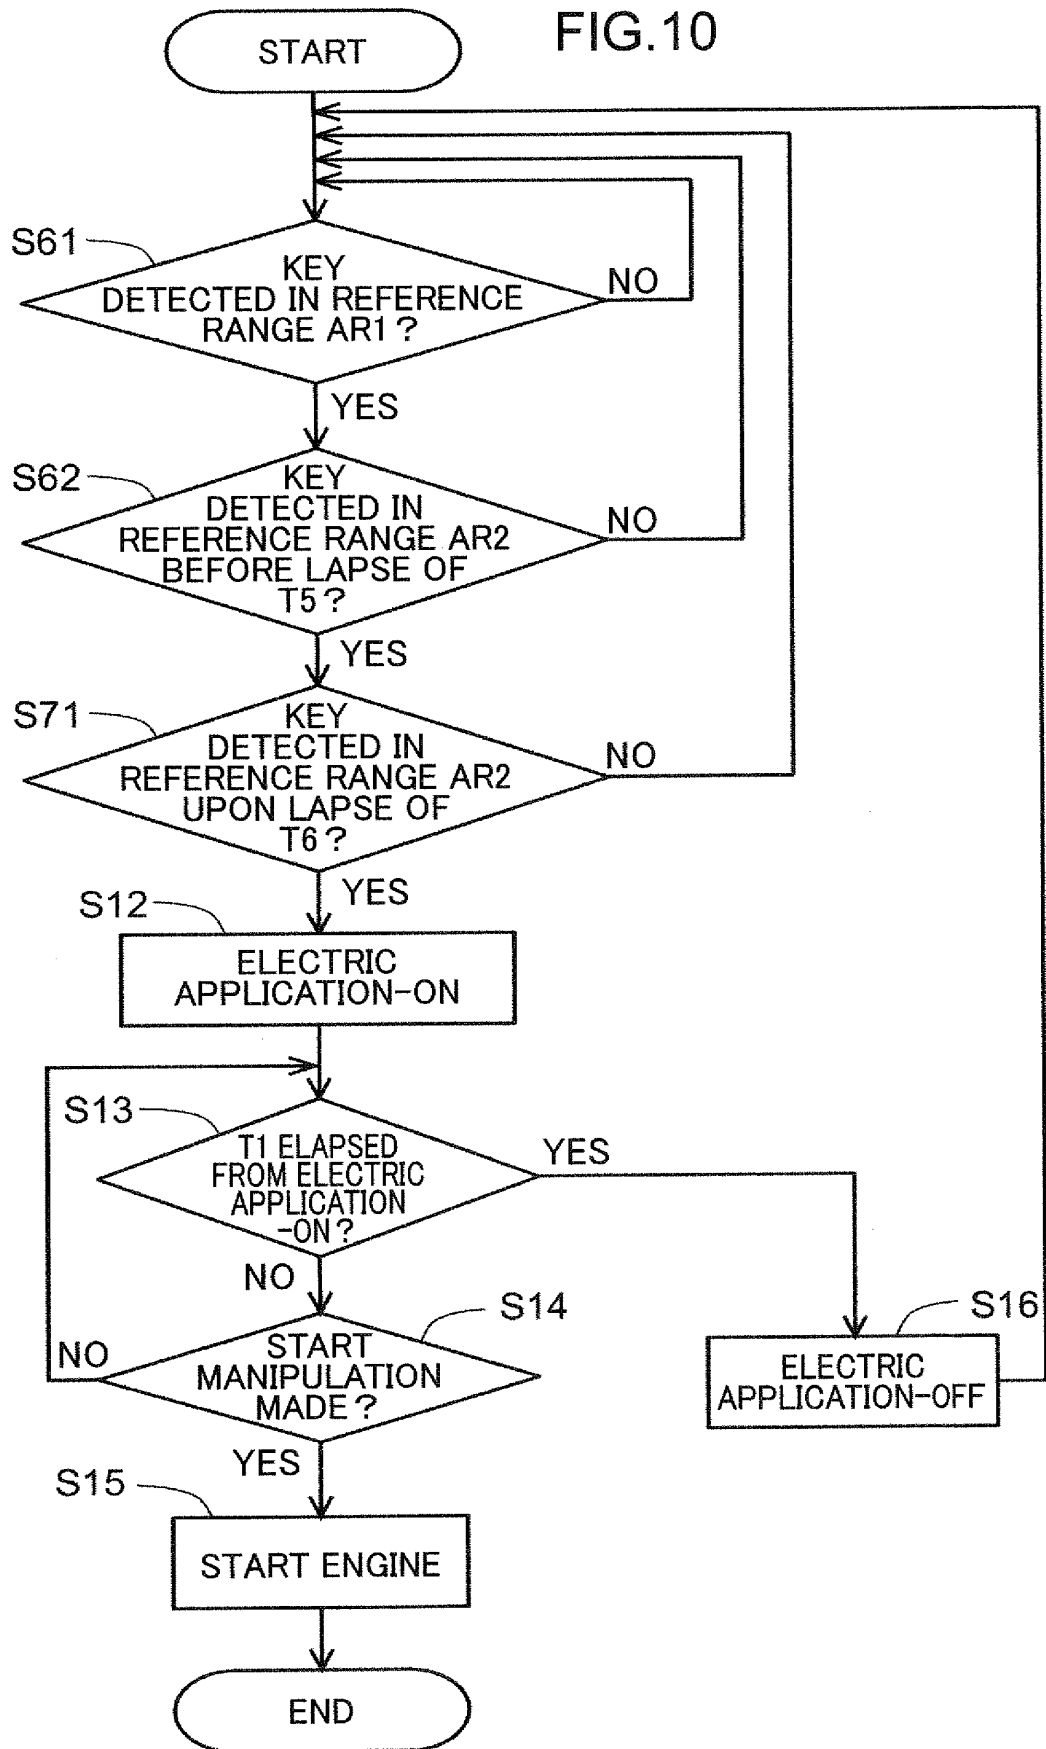 FIG.10
START
S61
KEY
DETECTED IN REFERENCE
RANGE AR1?
NO
YES
S62
KEY
DETECTED IN
REFERENCE RANGE AR2
BEFORE LAPSE OF
T5?
NO
YES
S71
KEY
DETECTED IN
REFERENCE RANGE AR2
UPON LAPSE OF
T6?
NO
YES
S12
ELECTRIC
APPLICATION-ON
S13
T1 ELAPSED
FROM ELECTRIC
APPLICATION
-ON?
YES
NO
S14
START
MANIPULATION
MADE?
NO
YES
S16
ELECTRIC
APPLICATION-OFF
S15
START ENGINE
END